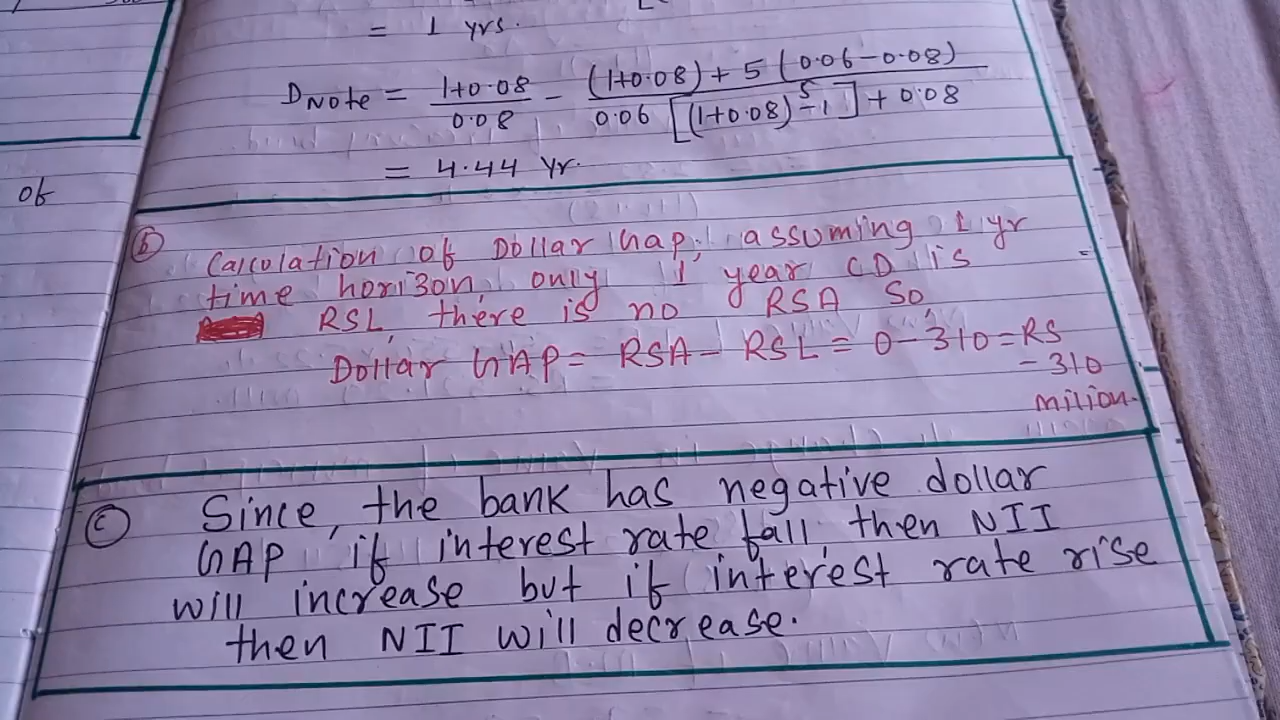 = 1 yrs.
D Note = 1+0.08 / 0.08 - (1+0.08) + 5 (0.06-0.08) / 0.06 [(1+0.08)^5 - 1] + 0.08
= 4.44 Yr.
of
(b) Calculation of Dollar Gap, assuming 1 yr
time horizon, only 1 year CD is
RSL, there is no RSA So,
Dollar GAP = RSA - RSL = 0 - 310 = RS
- 310
milion.
(c) Since, the bank has negative dollar
GAP if interest rate fall, then NII
will increase but if interest rate rise
then NII will decrease.